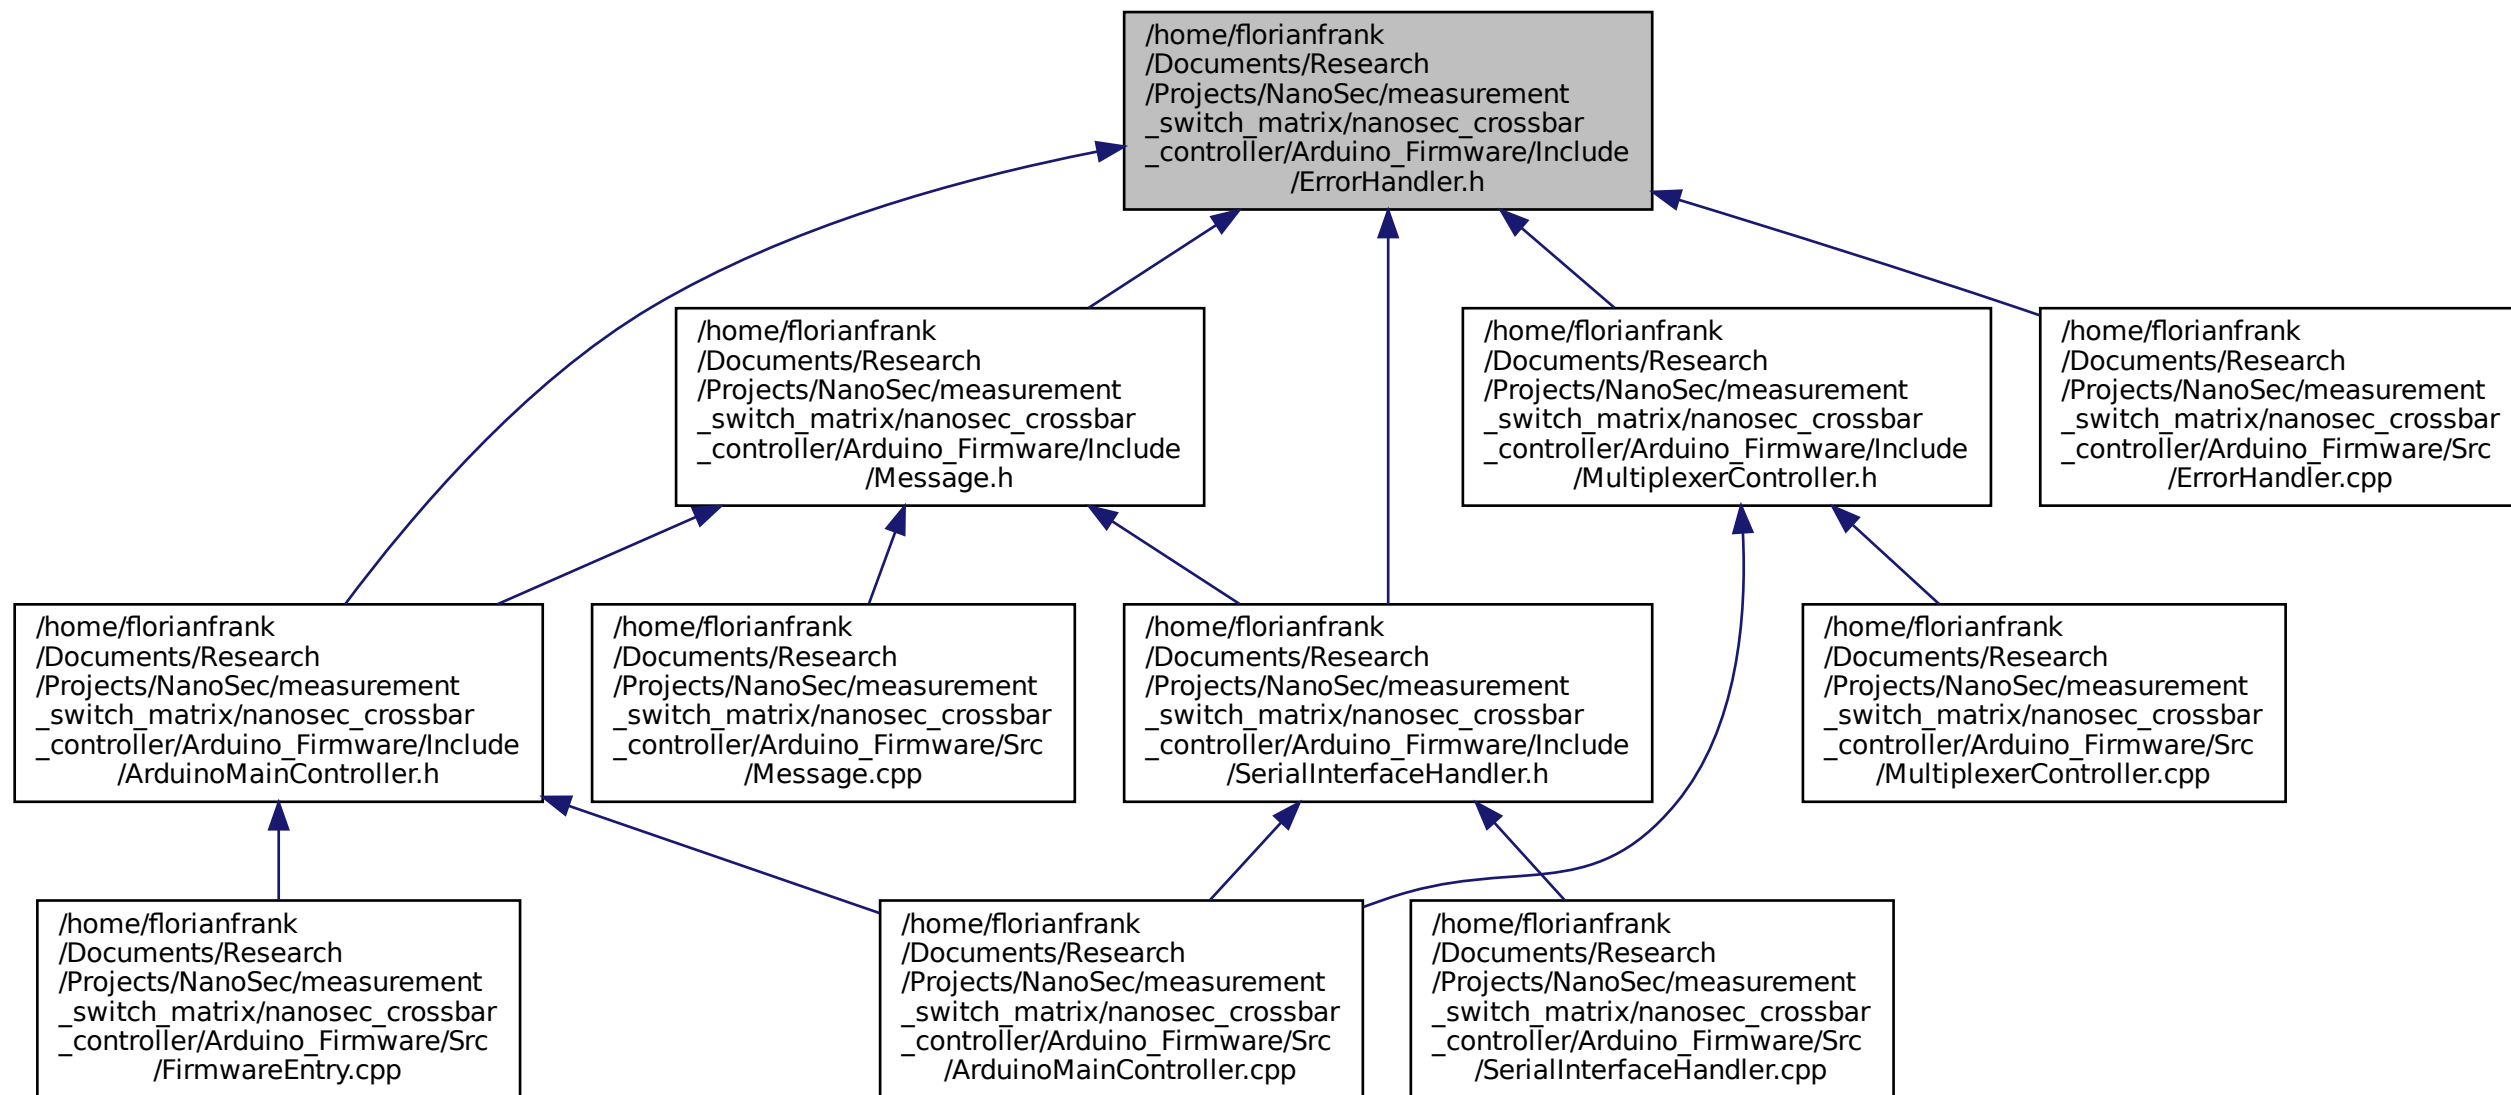 /home/florianfrank
/Documents/Research
/Projects/NanoSec/measurement
_switch_matrix/nanosec_crossbar
_controller/Arduino_Firmware/Include
/ErrorHandler.h
/home/florianfrank
/Documents/Research
/Projects/NanoSec/measurement
_switch_matrix/nanosec_crossbar
_controller/Arduino_Firmware/Include
/Message.h
/home/florianfrank
/Documents/Research
/Projects/NanoSec/measurement
_switch_matrix/nanosec_crossbar
_controller/Arduino_Firmware/Include
/MultiplexerController.h
/home/florianfrank
/Documents/Research
/Projects/NanoSec/measurement
_switch_matrix/nanosec_crossbar
_controller/Arduino_Firmware/Src
/ErrorHandler.cpp
/home/florianfrank
/Documents/Research
/Projects/NanoSec/measurement
_switch_matrix/nanosec_crossbar
_controller/Arduino_Firmware/Include
/ArduinoMainController.h
/home/florianfrank
/Documents/Research
/Projects/NanoSec/measurement
_switch_matrix/nanosec_crossbar
_controller/Arduino_Firmware/Src
/Message.cpp
/home/florianfrank
/Documents/Research
/Projects/NanoSec/measurement
_switch_matrix/nanosec_crossbar
_controller/Arduino_Firmware/Include
/SerialInterfaceHandler.h
/home/florianfrank
/Documents/Research
/Projects/NanoSec/measurement
_switch_matrix/nanosec_crossbar
_controller/Arduino_Firmware/Src
/MultiplexerController.cpp
/home/florianfrank
/Documents/Research
/Projects/NanoSec/measurement
_switch_matrix/nanosec_crossbar
_controller/Arduino_Firmware/Src
/FirmwareEntry.cpp
/home/florianfrank
/Documents/Research
/Projects/NanoSec/measurement
_switch_matrix/nanosec_crossbar
_controller/Arduino_Firmware/Src
/ArduinoMainController.cpp
/home/florianfrank
/Documents/Research
/Projects/NanoSec/measurement
_switch_matrix/nanosec_crossbar
_controller/Arduino_Firmware/Src
/SerialInterfaceHandler.cpp